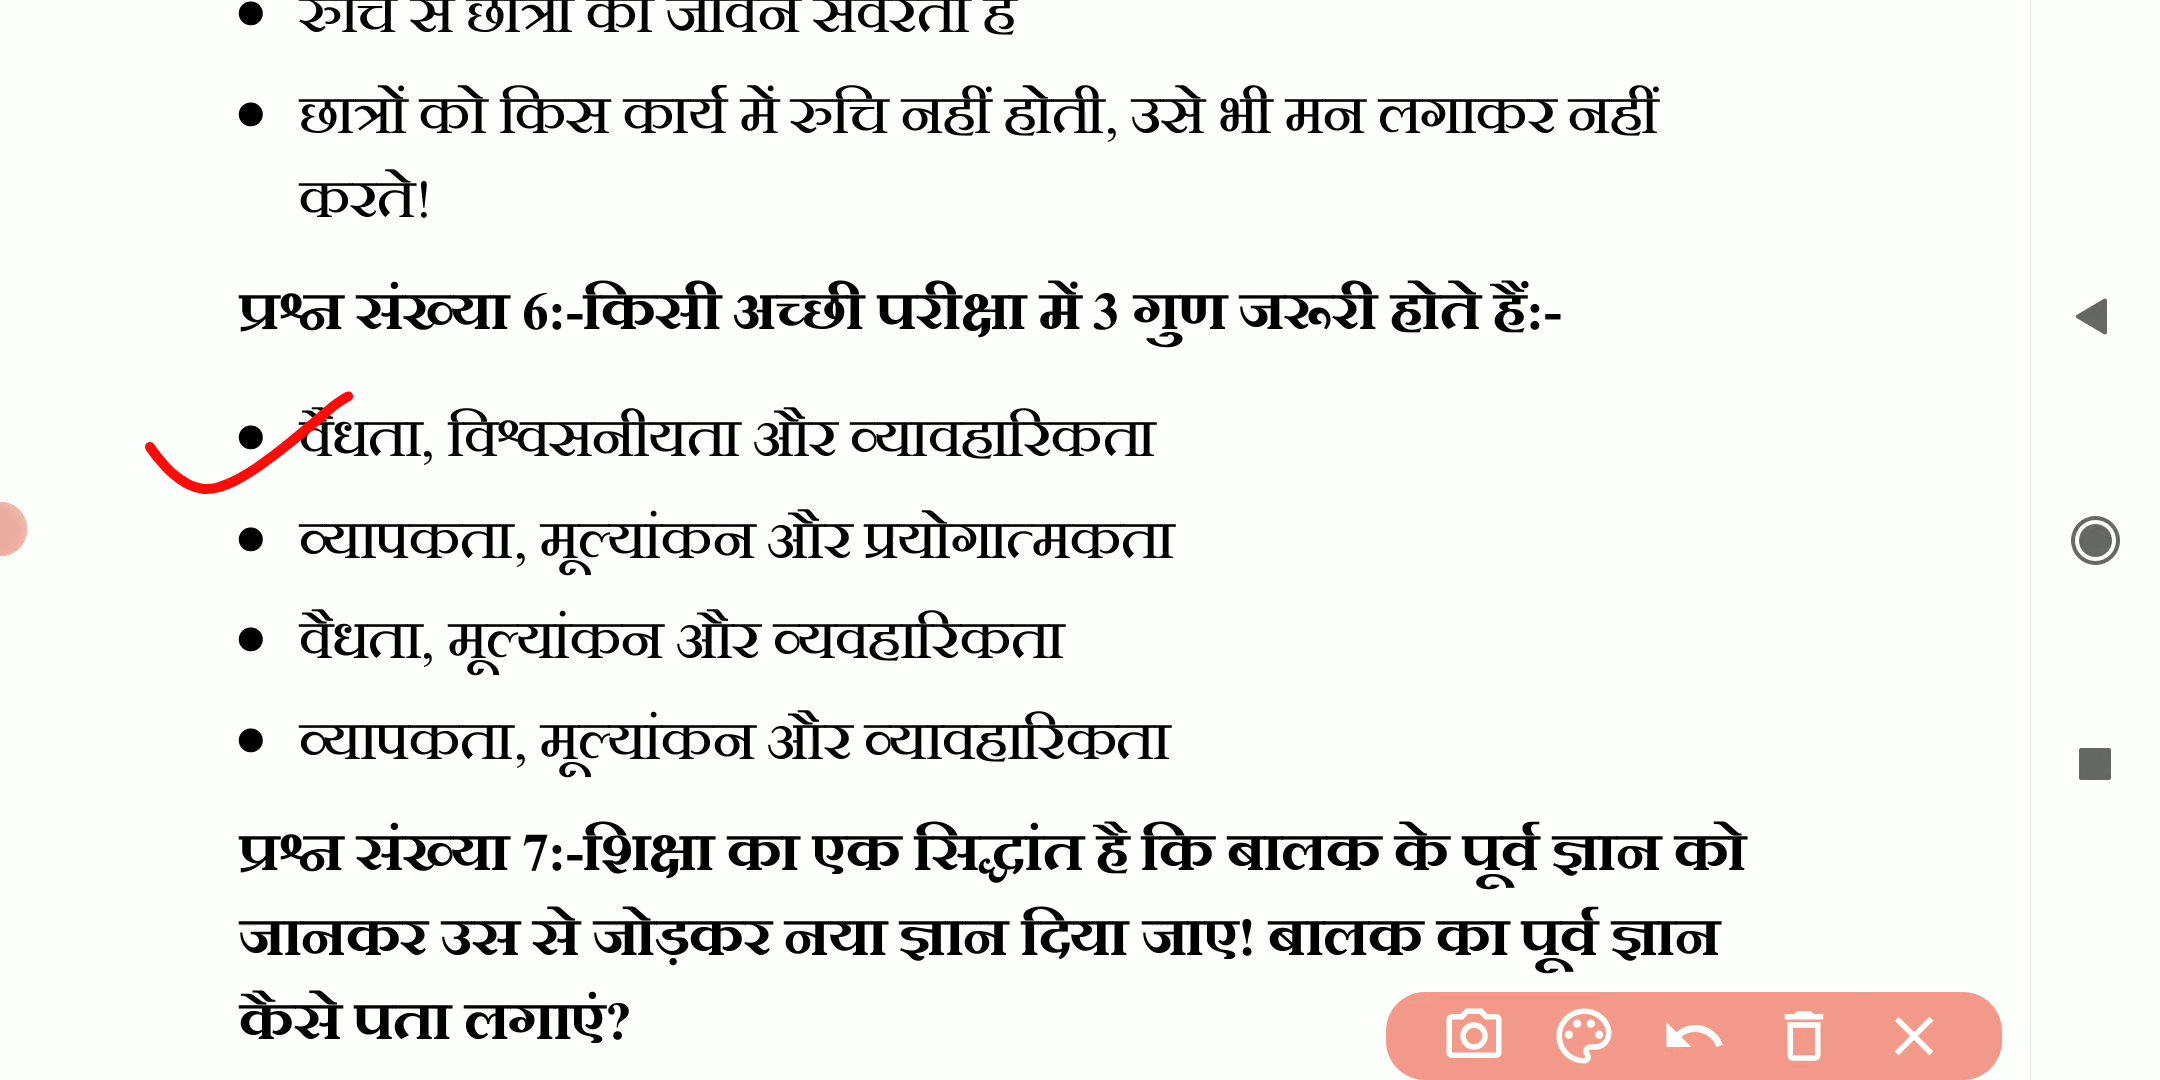 रुचि से छात्रों का जीवन संवरता है
छात्रों को किस कार्य में रुचि नहीं होती, उसे भी मन लगाकर नहीं
करते!
प्रश्न संख्या 6:-किसी अच्छी परीक्षा में 3 गुण जरूरी होते हैं:-
वैधता, विश्वसनीयता और व्यावहारिकता
व्यापकता, मूल्यांकन और प्रयोगात्मकता
वैधता, मूल्यांकन और व्यवहारिकता
व्यापकता, मूल्यांकन और व्यावहारिकता
प्रश्न संख्या 7:-शिक्षा का एक सिद्धांत है कि बालक के पूर्व ज्ञान को
जानकर उस से जोड़कर नया ज्ञान दिया जाए! बालक का पूर्व ज्ञान
कैसे पता लगाएं?